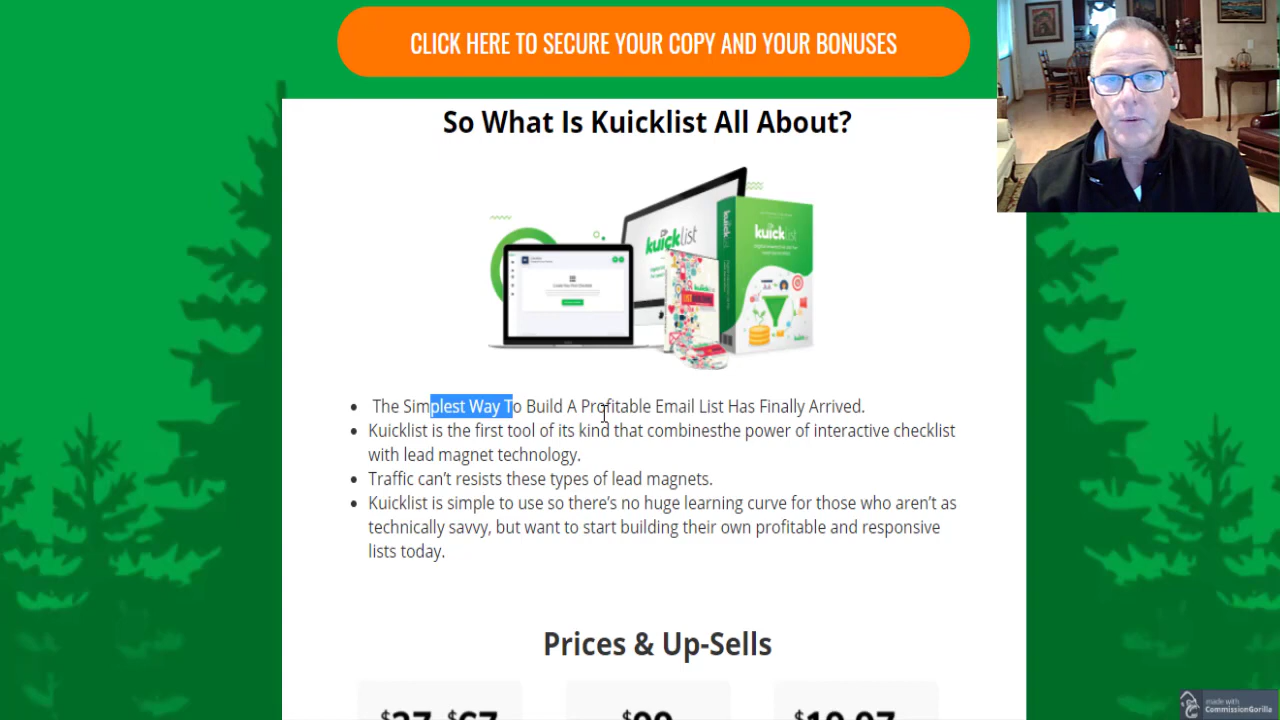 CLICK HERE TO SECURE YOUR COPY AND YOUR BONUSES
So What Is Kuicklist All About?
kuicklist
kuicklist
The Simplest Way To Build A Profitable Email List Has Finally Arrived.
Kuicklist is the first tool of its kind that combinesthe power of interactive checklist
with lead magnet technology.
Traffic can’t resists these types of lead magnets.
Kuicklist is simple to use so there’s no huge learning curve for those who aren’t as
technically savvy, but want to start building their own profitable and responsive
lists today.
Prices & Up-Sells
made with
CommissionGorilla